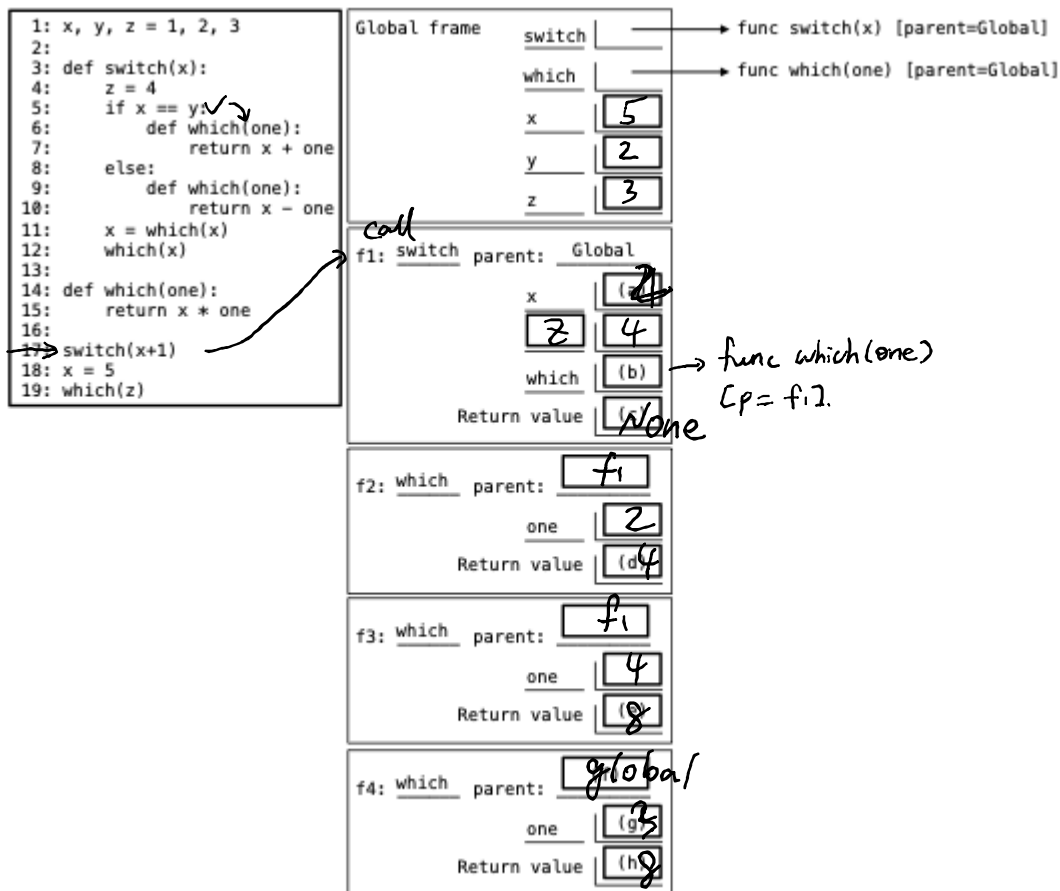 1: x, y, z = 1, 2, 3
2:
3: def switch(x):
4:     z = 4
5:     if x == y:
6:         def which(one):
7:             return x + one
8:     else:
9:         def which(one):
10:             return x - one
11:     x = which(x)
12:     which(x)
13:
14: def which(one):
15:     return x * one
16:
17: switch(x+1)
18: x = 5
19: which(z)
Global frame
switch func switch(x) [parent=Global]
which func which(one) [parent=Global]
x 5
y 2
z 3
call
f1: switch parent: Global
x (a)
z 4
which (b) func which(one)
[p= f1].
Return value None
f2: which parent: f1
one 2
Return value (d) 4
f3: which parent: f1
one 4
Return value 8
f4: which parent: global
one (g)
Return value (h)